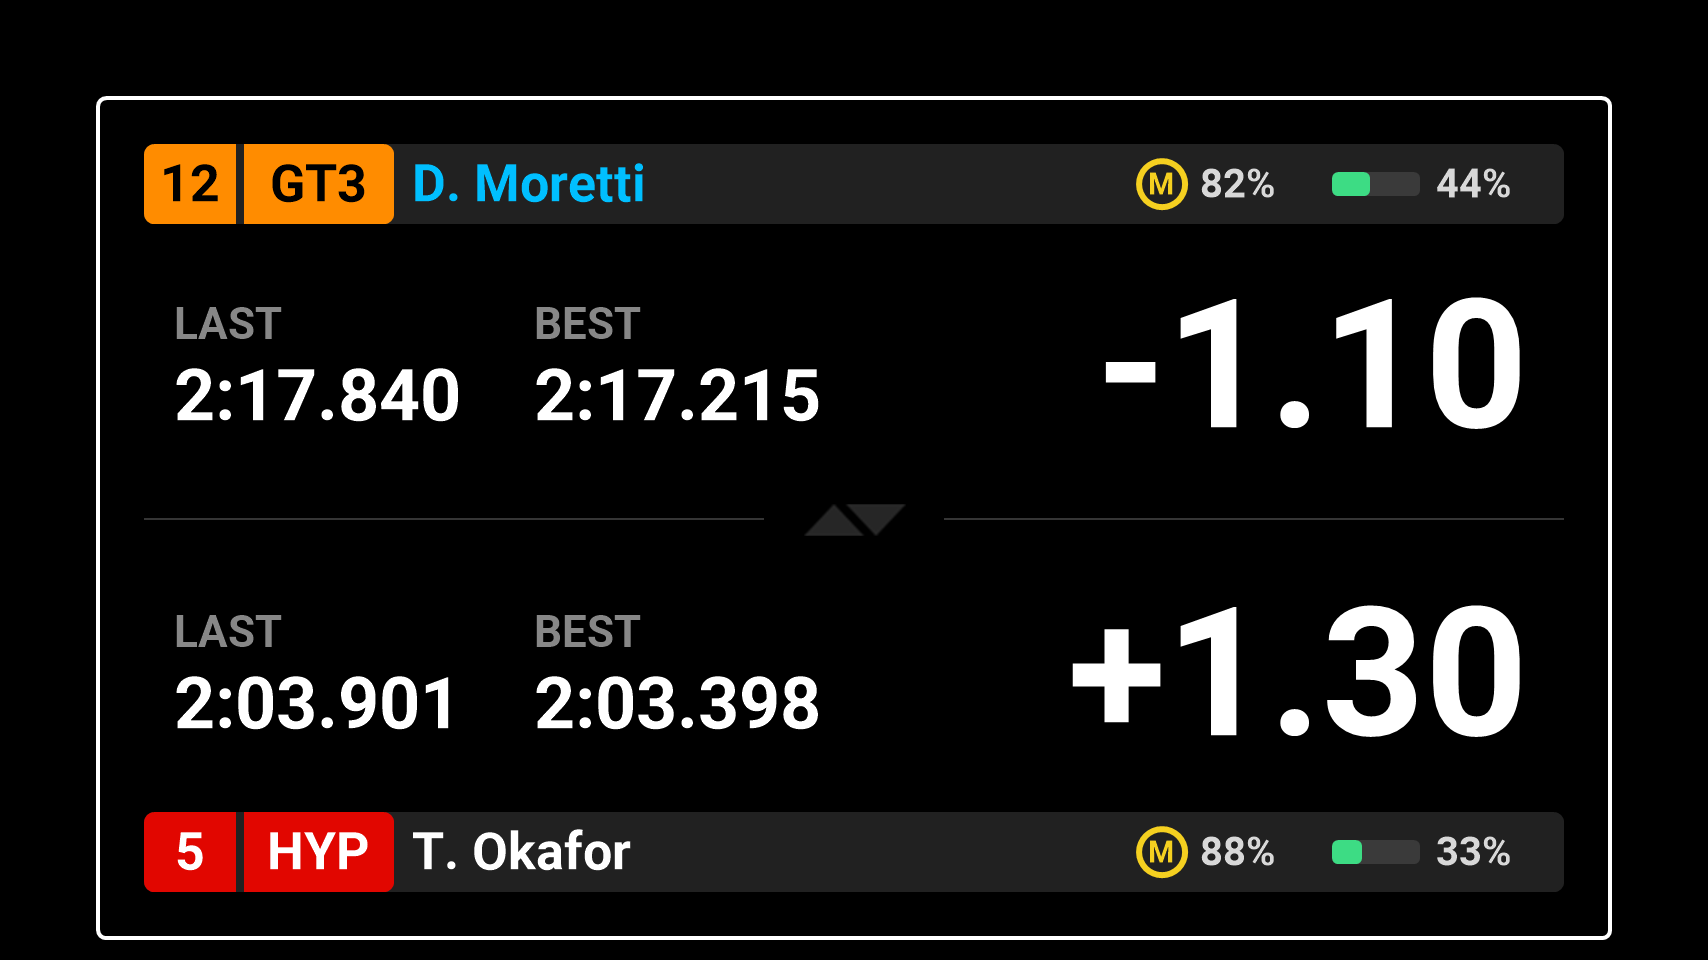 12 GT3 D. Moretti M 82% 44%
LAST BEST
2:17.840 2:17.215 -1.10
LAST BEST
2:03.901 2:03.398 +1.30
5 HYP T. Okafor M 88% 33%